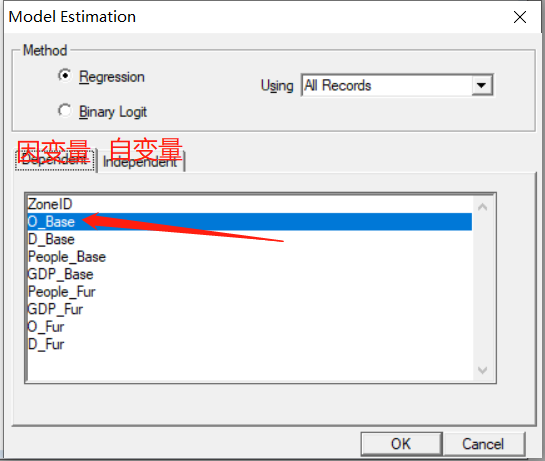 Model Estimation
Method
Regression
Using All Records
Binary Logit
因变量 自变量
Dependent Independent
ZoneID
O_Base
D_Base
People_Base
GDP_Base
People_Fur
GDP_Fur
O_Fur
D_Fur
OK Cancel